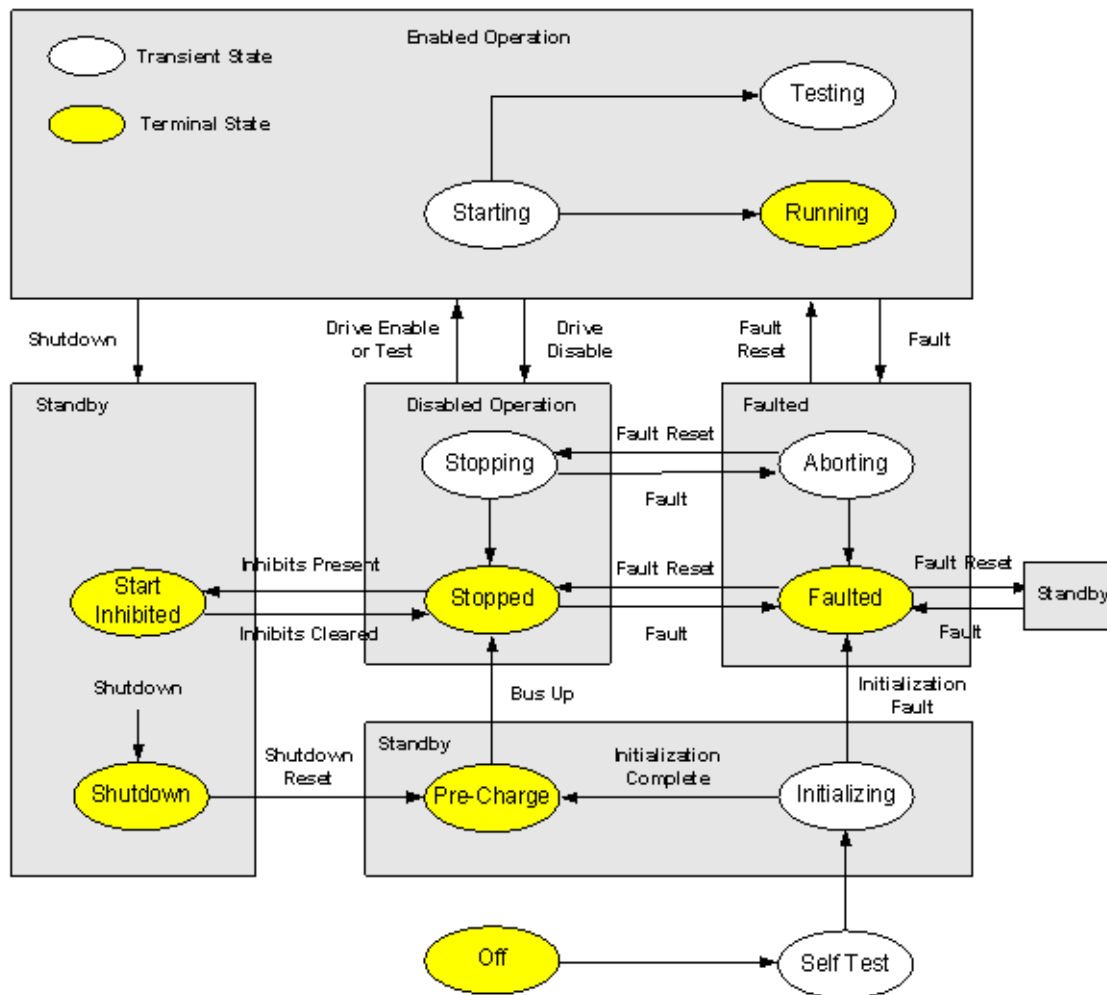 Enabled Operation
Transient State
Terminal State
Testing
Starting
Running
Shutdown
Drive Enable
or Test
Drive
Disable
Fault
Reset
Fault
Standby
Disabled Operation
Faulted
Stopping
Fault Reset
Aborting
Fault
Inhibits Present
Start
Inhibited
Inhibits Cleared
Stopped
Fault Reset
Fault
Faulted
Fault Reset
Fault
Standby
Shutdown
Bus Up
Initialization
Fault
Shutdown
Shutdown
Reset
Standby
Pre-Charge
Initialization
Complete
Initializing
Off
Self Test